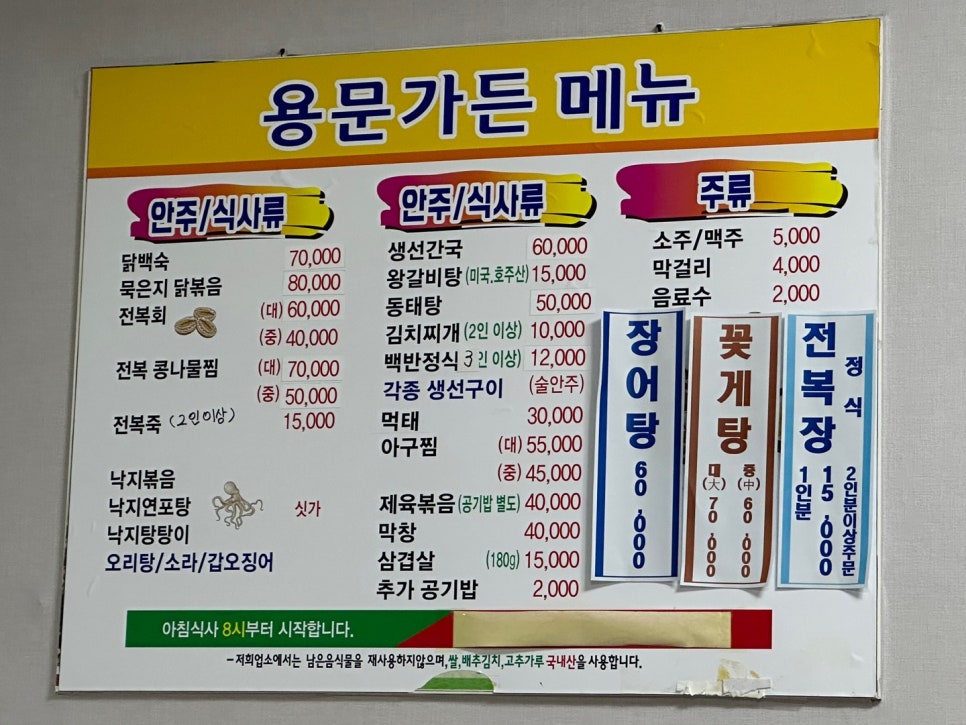 용문가든 메뉴
안주/식사류
닭백숙 70,000
묵은지 닭볶음 80,000
전복회 (대) 60,000
(중) 40,000
전복 콩나물찜 (대) 70,000
(중) 50,000
전복죽 (2인이상) 15,000
낙지볶음
낙지연포탕 싯가
낙지탕탕이
오리탕/소라/갑오징어
안주/식사류
생선간국 60,000
왕갈비탕 (미국.호주산) 15,000
동태탕 50,000
김치찌개 (2인 이상) 10,000
백반정식 3인 이상) 12,000
각종 생선구이 (술안주)
먹태 30,000
아구찜 (대) 55,000
(중) 45,000
제육볶음 (공기밥 별도) 40,000
막창 40,000
삼겹살 (180g) 15,000
추가 공기밥 2,000
주류
소주/맥주 5,000
막걸리 4,000
음료수 2,000
장어탕 60,000
꽃게탕
대(大) 70,000
중(中) 60,000
전복장 정식
1인분 15,000
2인분이상주문
아침식사 8시부터 시작합니다.
-저희업소에서는 남은음식물을 재사용하지않으며,쌀,배추김치,고추가루 국내산을 사용합니다.